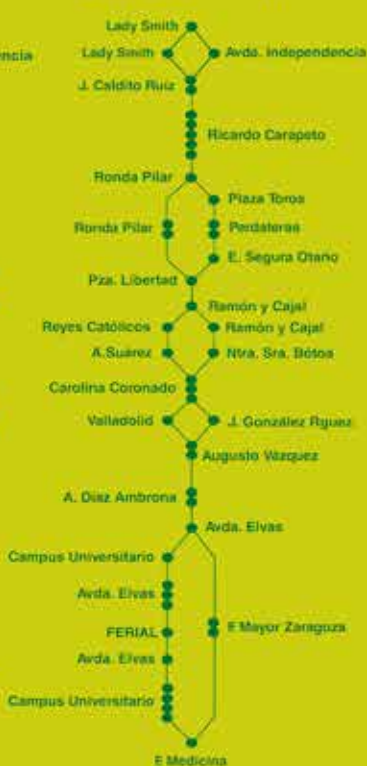 Lady Smith
Lady Smith
Avda. Independencia
J. Caldito Ruiz
Ricardo Carapeto
Ronda Pilar
Plaza Toros
Ronda Pilar
Perdaleras
E. Segura Otaño
Pza. Libertad
Ramón y Cajal
Reyes Católicos
Ramón y Cajal
A.Suárez
Ntra. Sra. Bótoa
Carolina Coronado
Valladolid
J. González Rguez.
Augusto Vázquez
A. Díaz Ambrona
Avda. Elvas
Campus Universitario
Avda. Elvas
FERIAL
F Mayor Zaragoza
Avda. Elvas
Campus Universitario
F Medicina